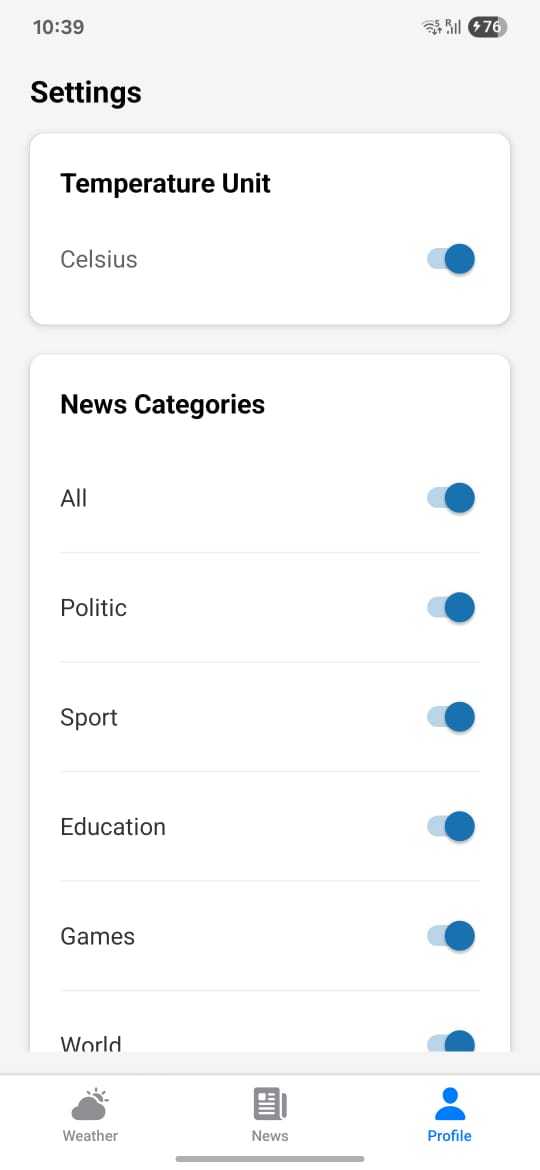 10:39
R
76
Settings
Temperature Unit
Celsius
News Categories
All
Politic
Sport
Education
Games
World
Weather
News
Profile